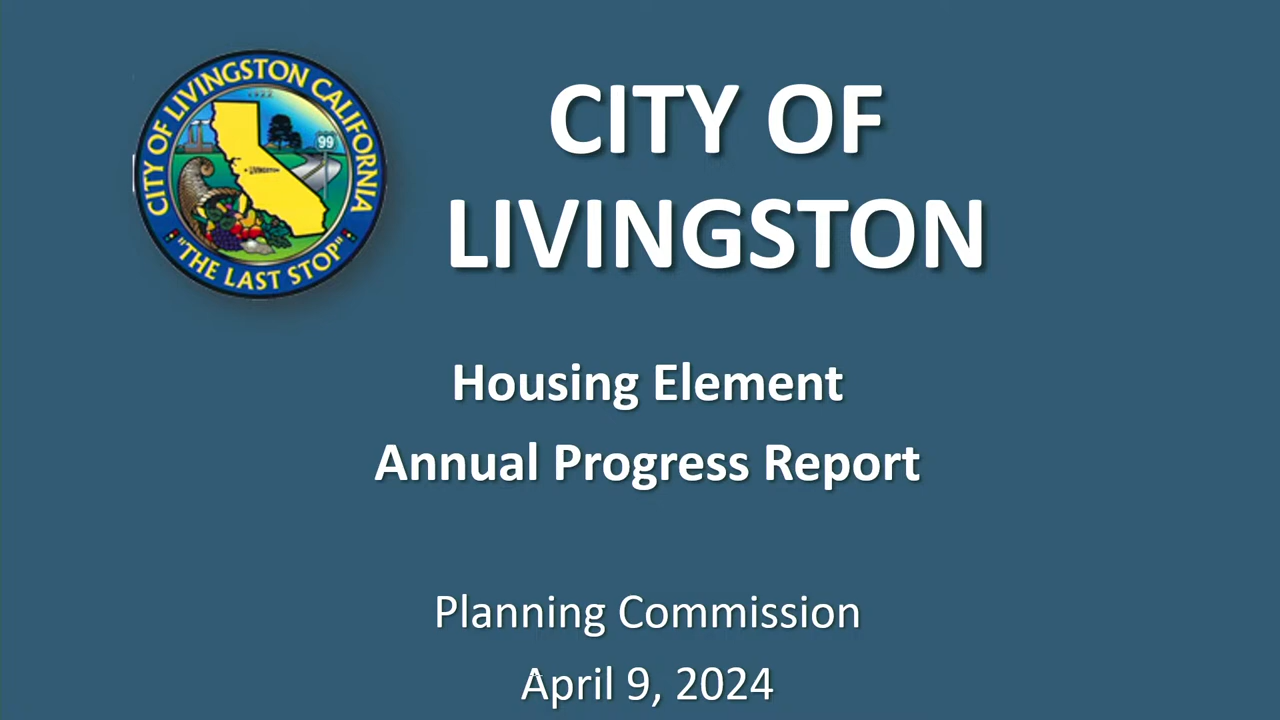 CITY OF LIVINGSTON CALIFORNIA
1922
99
LIVINGSTON
"THE LAST STOP"
CITY OF
LIVINGSTON
Housing Element
Annual Progress Report
Planning Commission
April 9, 2024